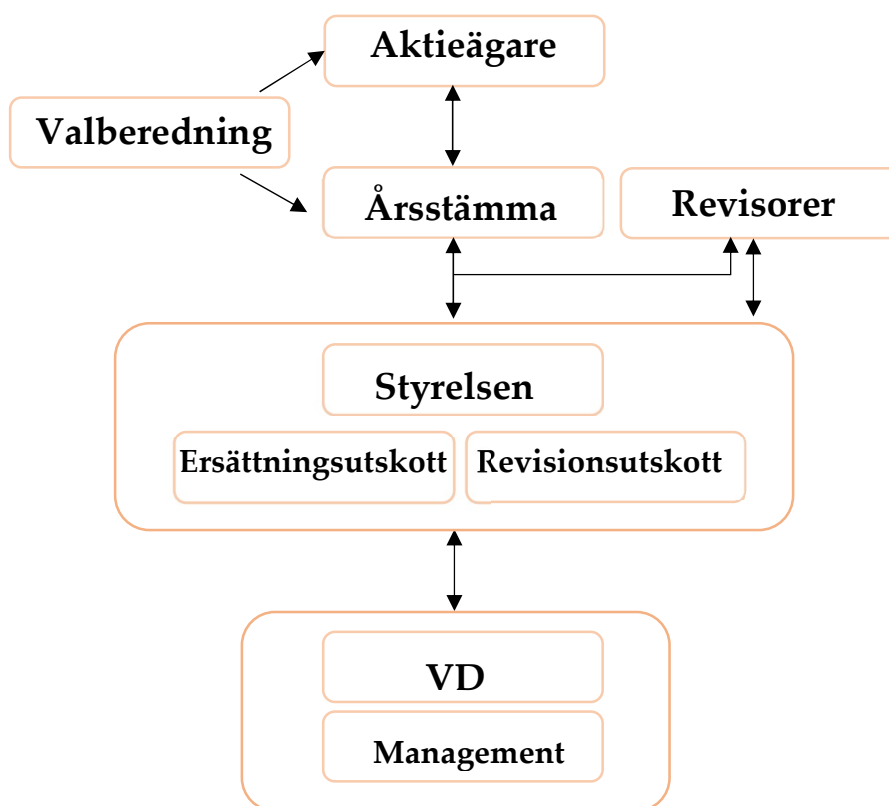 Aktieägare
Valberedning
Årsstämma
Revisorer
Styrelsen
Ersättningsutskott
Revisionsutskott
VD
Management